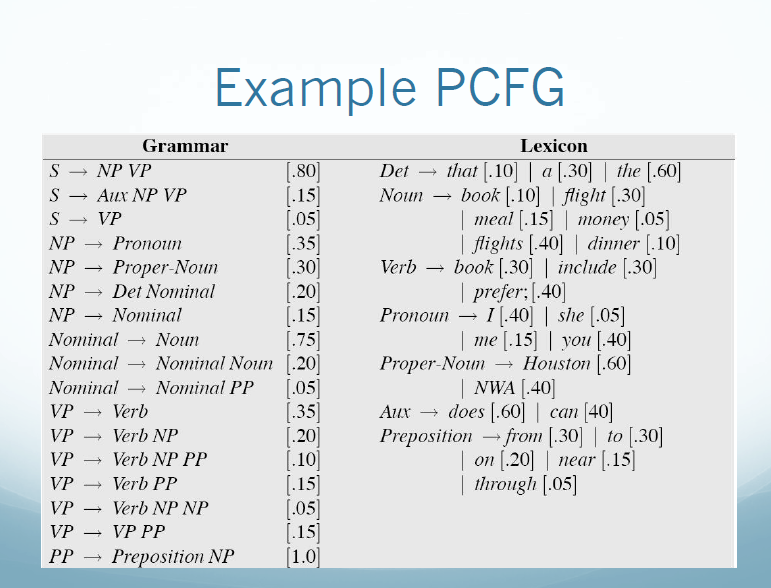 Example PCFG
Grammar Lexicon
S → NP VP [.80] Det → that [.10] | a [.30] | the [.60]
S → Aux NP VP [.15] Noun → book [.10] | flight [.30]
S → VP [.05] | meal [.15] | money [.05]
NP → Pronoun [.35] | flights [.40] | dinner [.10]
NP → Proper-Noun [.30] Verb → book [.30] | include [.30]
NP → Det Nominal [.20] | prefer; [.40]
NP → Nominal [.15] Pronoun → I [.40] | she [.05]
Nominal → Noun [.75] | me [.15] | you [.40]
Nominal → Nominal Noun [.20] Proper-Noun → Houston [.60]
Nominal → Nominal PP [.05] | NWA [.40]
VP → Verb [.35] Aux → does [.60] | can [40]
VP → Verb NP [.20] Preposition → from [.30] | to [.30]
VP → Verb NP PP [.10] | on [.20] | near [.15]
VP → Verb PP [.15] | through [.05]
VP → Verb NP NP [.05]
VP → VP PP [.15]
PP → Preposition NP [1.0]